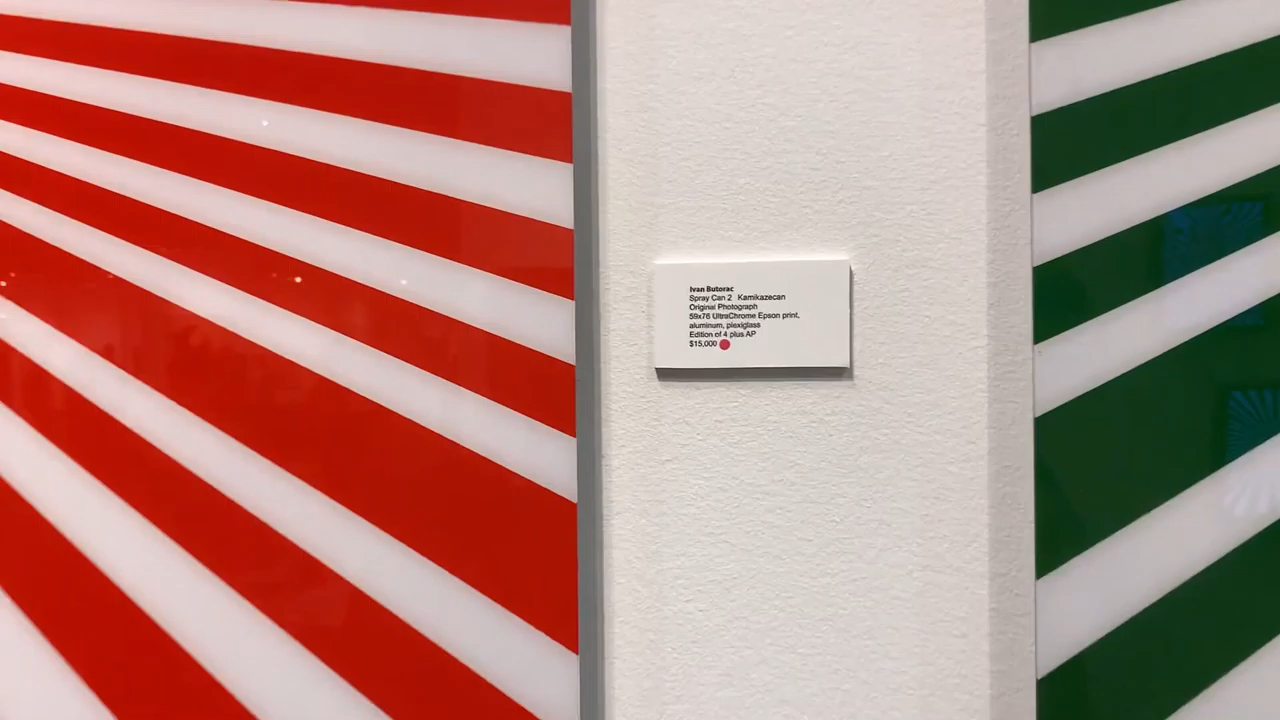 Ivan Butorac
Spray Can 2 Kamikazecan
Original Photograph
59x76 UltraChrome Epson print,
aluminum, plexiglass
Edition of 4 plus AP
$15,000